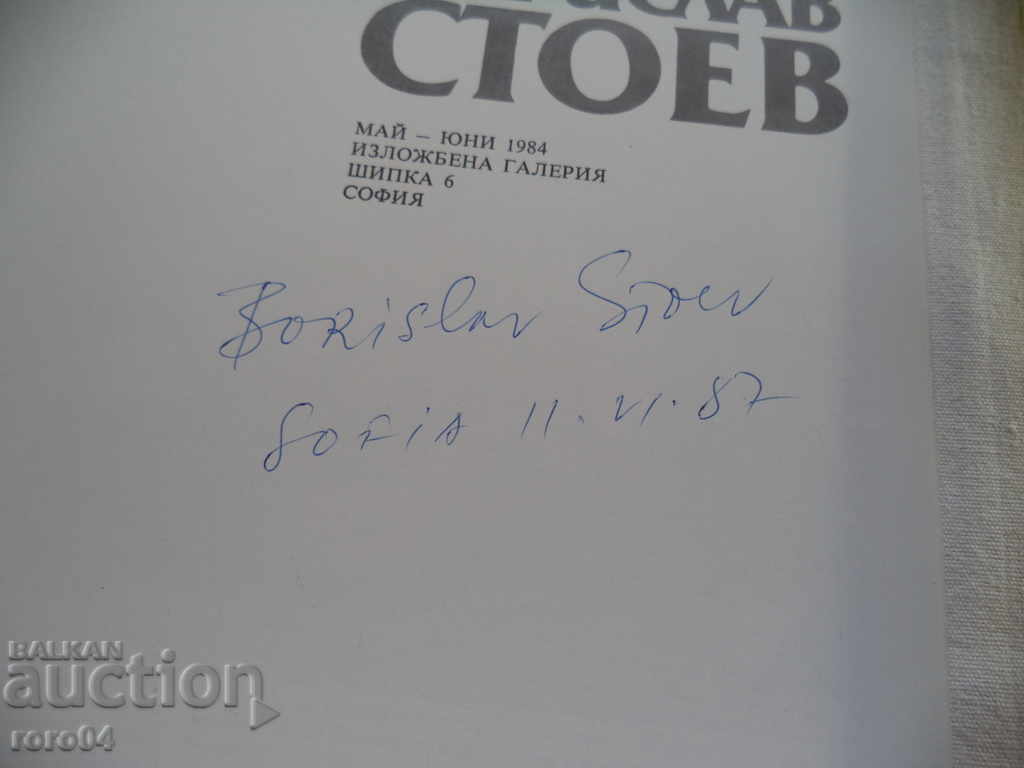 СТОЕВ
МАЙ – ЮНИ 1984
ИЗЛОЖБЕНА ГАЛЕРИЯ
ШИПКА 6
СОФИЯ
Borislav Stoev
SOFIA 11.VI.87
BALKAN
auction
roro04